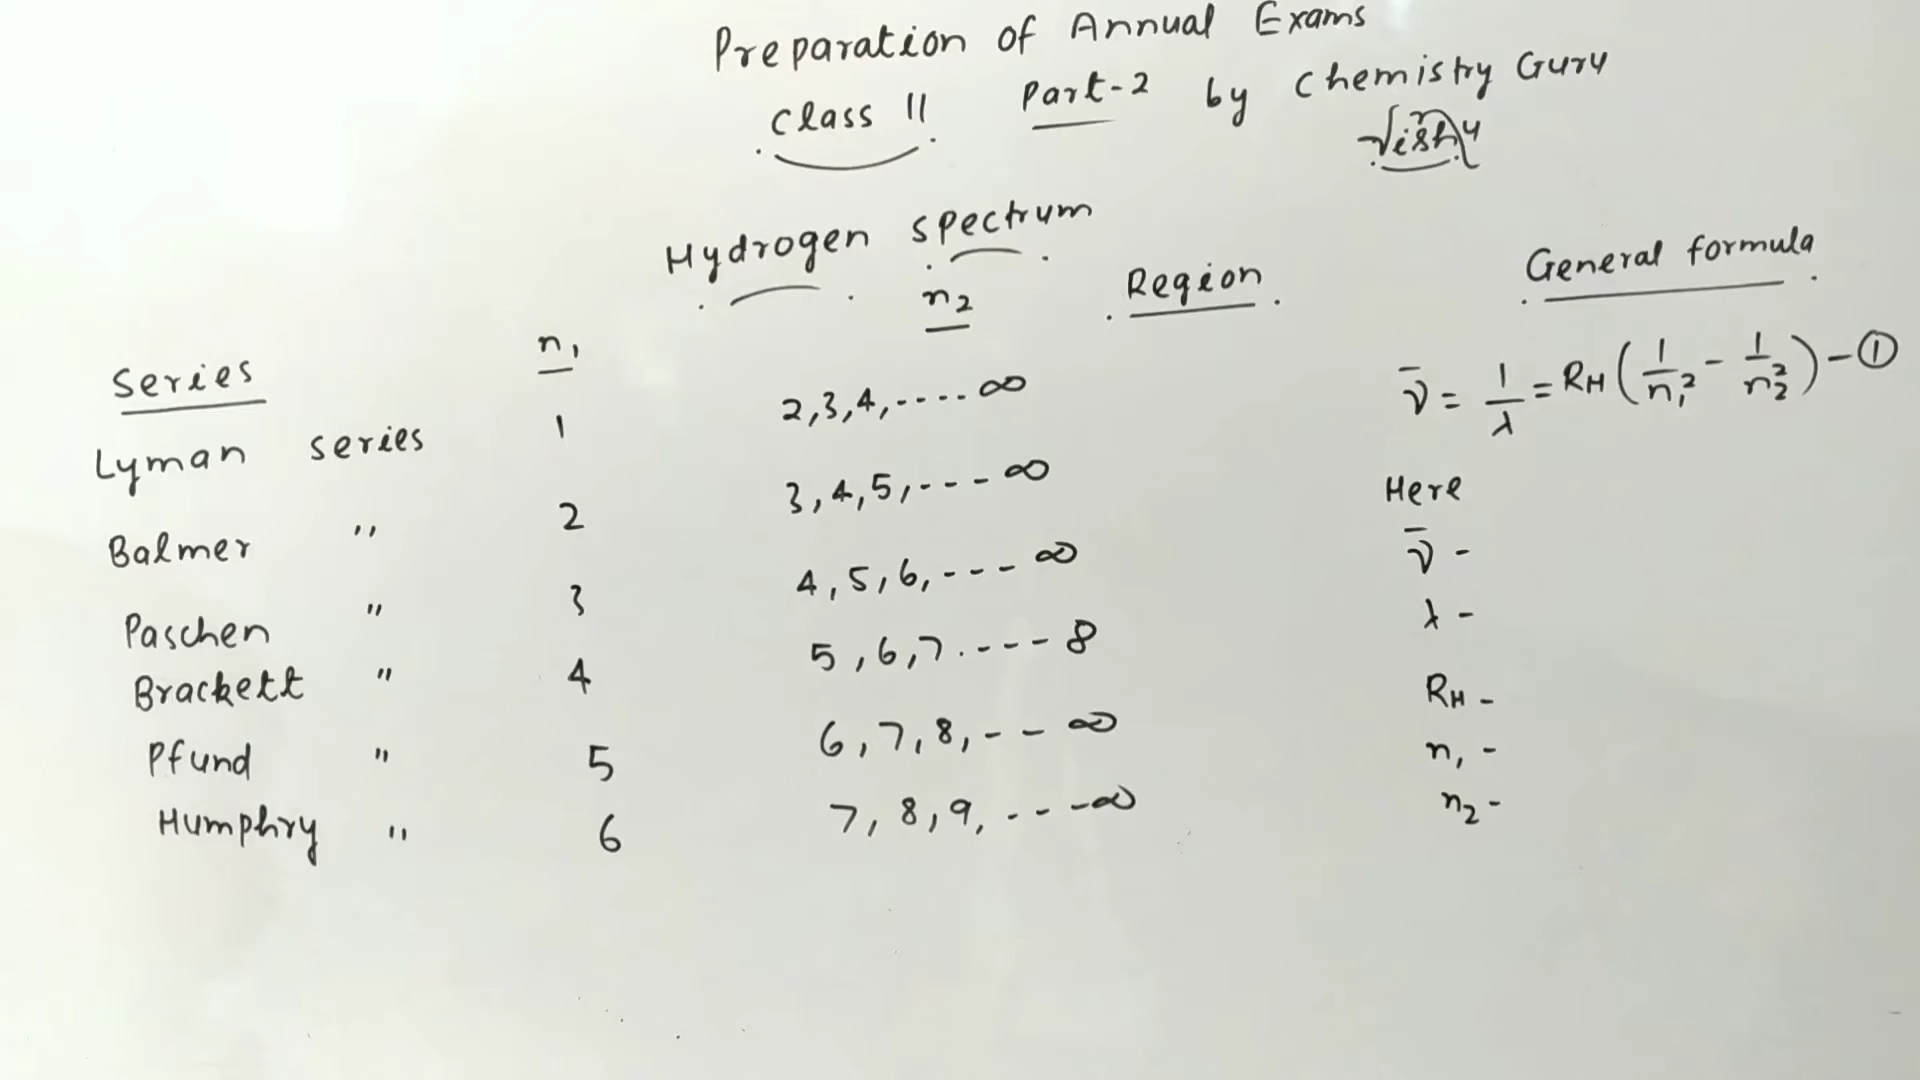 Preparation of Annual Exams
Class 11 Part-2 by Chemistry Guru
Vishu
Hydrogen spectrum
Series n₁ n₂ Region General formula
Lyman series 1 2,3,4,----∞ ν̄ = 1/λ = RH (1/n₁² - 1/n₂²) - ①
Balmer " 2 3,4,5,---∞ Here
Paschen " 3 4,5,6,---∞ ν̄ -
Brackett " 4 5,6,7.---8 λ -
Pfund " 5 6,7,8,--∞ RH -
Humphry " 6 7,8,9,---∞ n₁ -
n₂ -